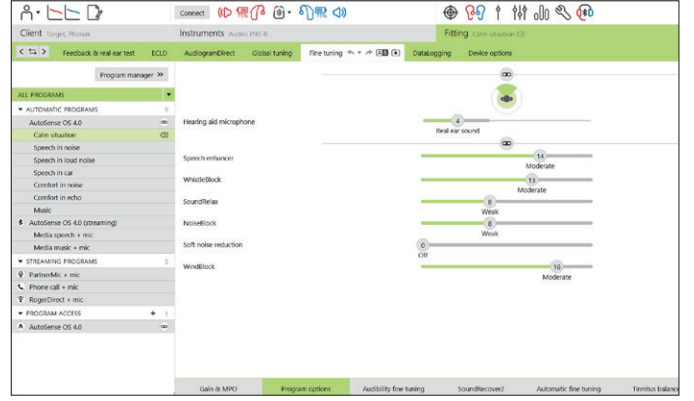 Connect
Client Target, Phonak
Instruments Audéo P90-R
Fitting Calm situation
Feedback & real ear test
ECLD
AudiogramDirect
Global tuning
Fine tuning
DataLogging
Device options
Program manager >>
ALL PROGRAMS
AUTOMATIC PROGRAMS
AutoSense OS 4.0
Calm situation
Speech in noise
Speech in loud noise
Speech in car
Comfort in noise
Comfort in echo
Music
AutoSense OS 4.0 (streaming)
Media speech + mic
Media music + mic
STREAMING PROGRAMS 3
PartnerMic + mic
Phone call + mic
RogerDirect + mic
PROGRAM ACCESS +
A AutoSense OS 4.0
Hearing aid microphone
4
Real ear sound
Speech enhancer
14
Moderate
WhistleBlock
13
Moderate
SoundRelax
8
Weak
NoiseBlock
8
Weak
Soft noise reduction
0
Off
WindBlock
16
Moderate
Gain & MPO
Program options
Audibility fine tuning
SoundRecover2
Automatic fine tuning
Tinnitus balance